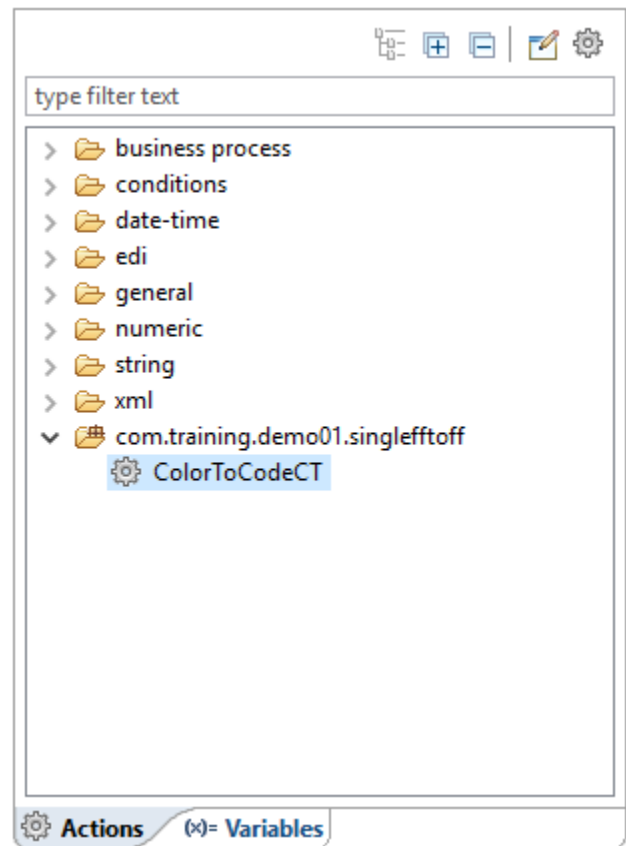 type filter text
business process
conditions
date-time
edi
general
numeric
string
xml
com.training.demo01.singlefftoff
ColorToCodeCT
Actions (x)= Variables